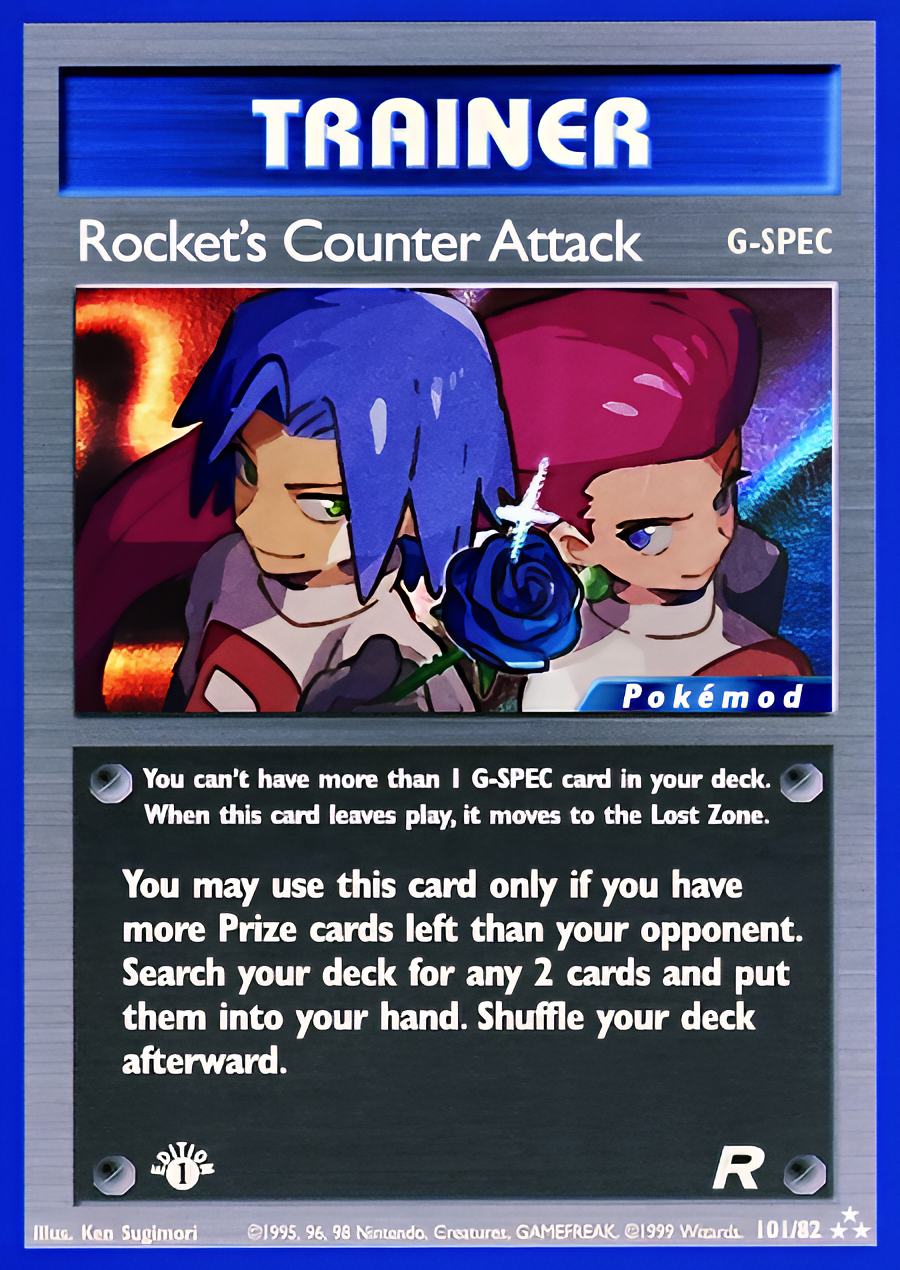 TRAINER
Rocket's Counter Attack G-SPEC
Pokémod
You can't have more than 1 G-SPEC card in your deck.
When this card leaves play, it moves to the Lost Zone.
You may use this card only if you have
more Prize cards left than your opponent.
Search your deck for any 2 cards and put
them into your hand. Shuffle your deck
afterward.
EDITION
1
R
Illus. Ken Sugimori ©1995, 96, 98 Nintendo, Creatures, GAMEFREAK. ©1999 Wizards. 101/82